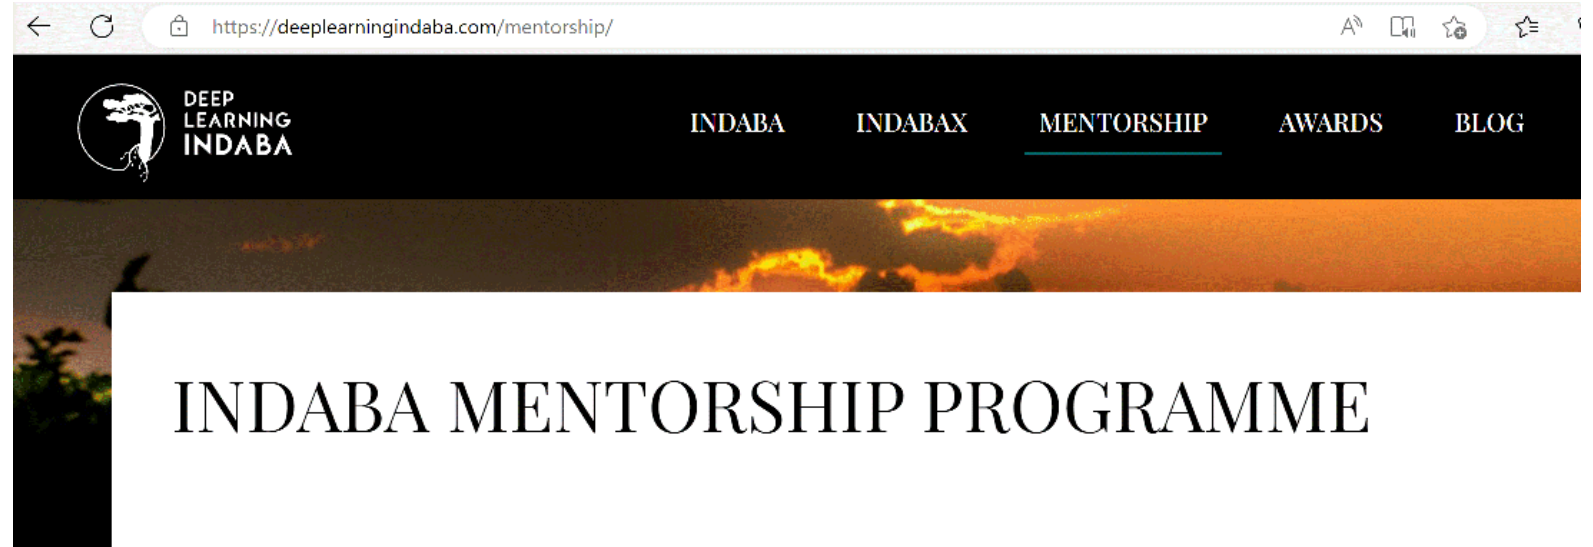 https://deeplearningindaba.com/mentorship/
DEEP
LEARNING
INDABA
INDABA INDABAX MENTORSHIP AWARDS BLOG
INDABA MENTORSHIP PROGRAMME